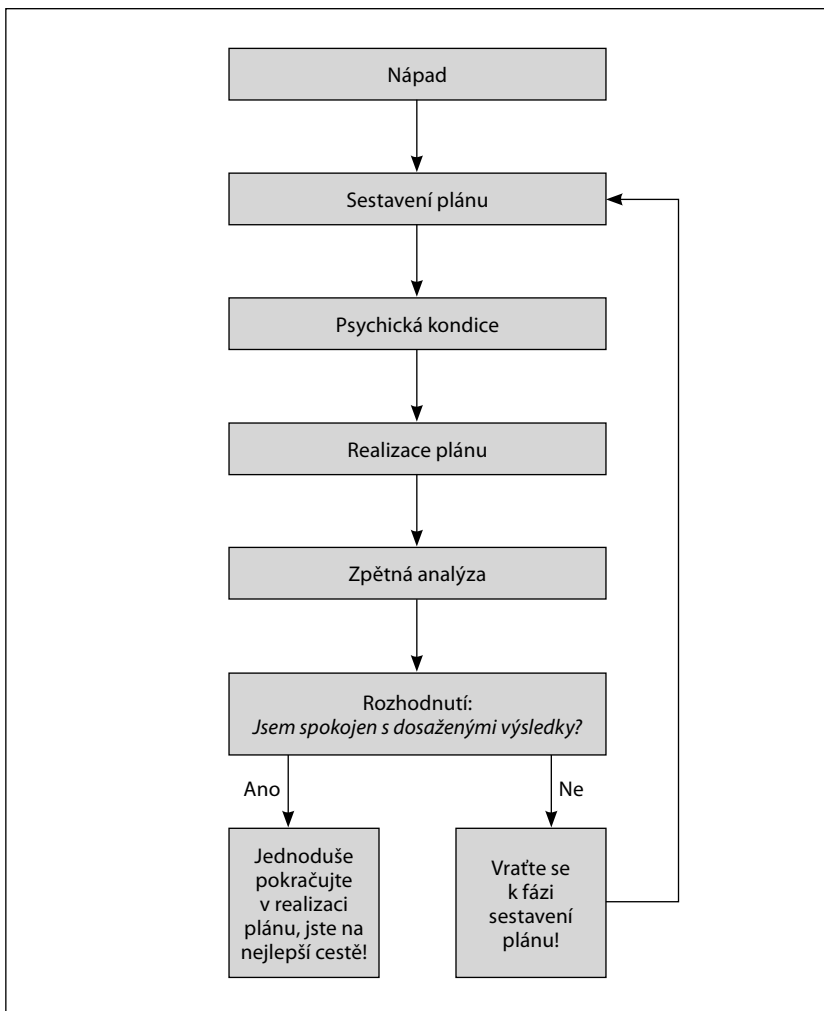 Nápad
Sestavení plánu
Psychická kondice
Realizace plánu
Zpětná analýza
Rozhodnutí:
Jsem spokojen s dosaženými výsledky?
Ano
Ne
Jednoduše
pokračujte
v realizaci
plánu, jste na
nejlepší cestě!
Vraťte se
k fázi
sestavení
plánu!